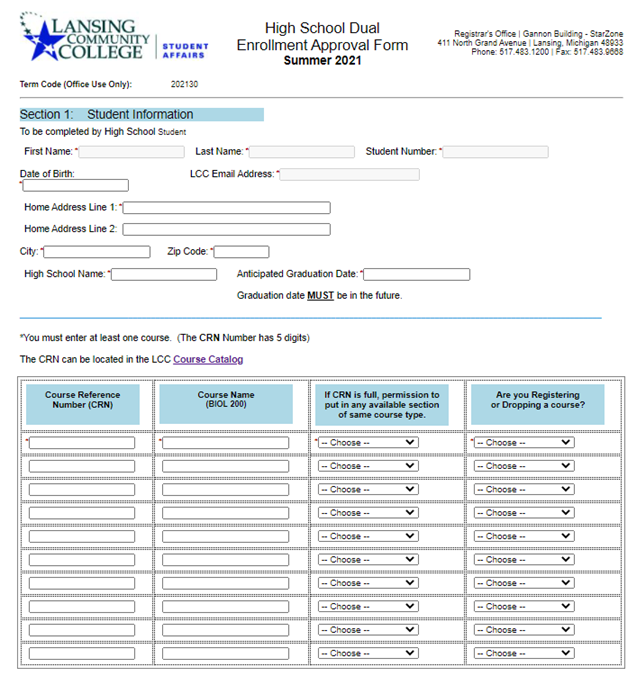 LANSING
COMMUNITY
COLLEGE
STUDENT
AFFAIRS
High School Dual
Enrollment Approval Form
Summer 2021
Registrar's Office | Gannon Building - StarZone
411 North Grand Avenue | Lansing, Michigan 48933
Phone: 517.483.1200 | Fax: 517.483.9668
Term Code (Office Use Only): 202130
Section 1: Student Information
To be completed by High School Student
First Name: * Last Name: * Student Number: *
Date of Birth: LCC Email Address: *
*
Home Address Line 1: *
Home Address Line 2:
City: * Zip Code: *
High School Name: * Anticipated Graduation Date: *
Graduation date MUST be in the future.
*You must enter at least one course. (The CRN Number has 5 digits)
The CRN can be located in the LCC Course Catalog
Course Reference
Number (CRN)
Course Name
(BIOL 200)
If CRN is full, permission to
put in any available section
of same course type.
Are you Registering
or Dropping a course?
* * * -- Choose -- * -- Choose --
-- Choose -- -- Choose --
-- Choose -- -- Choose --
-- Choose -- -- Choose --
-- Choose -- -- Choose --
-- Choose -- -- Choose --
-- Choose -- -- Choose --
-- Choose -- -- Choose --
-- Choose -- -- Choose --
-- Choose -- -- Choose --